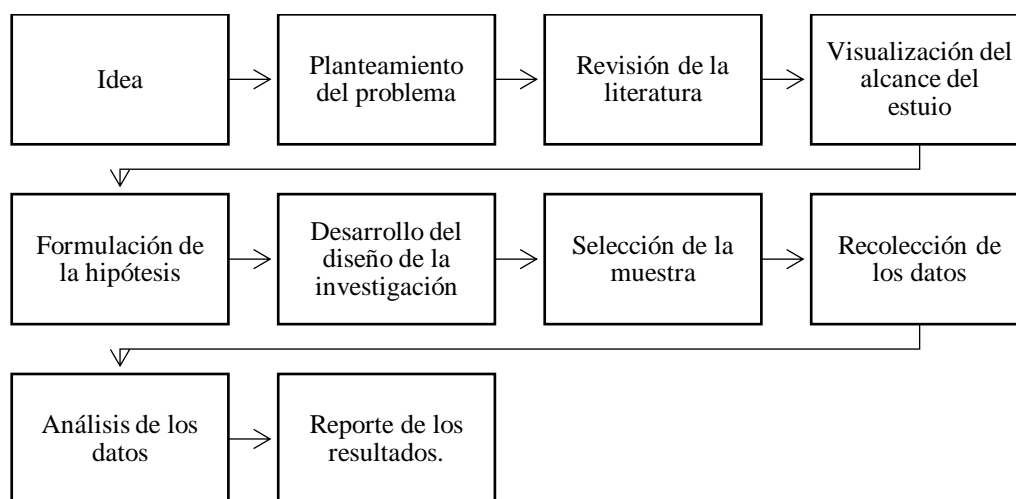 Idea
Planteamiento
del problema
Revisión de la
literatura
Visualización del
alcance del
estuio
Formulación de
la hipótesis
Desarrollo del
diseño de la
investigación
Selección de la
muestra
Recolección de
los datos
Análisis de los
datos
Reporte de los
resultados.